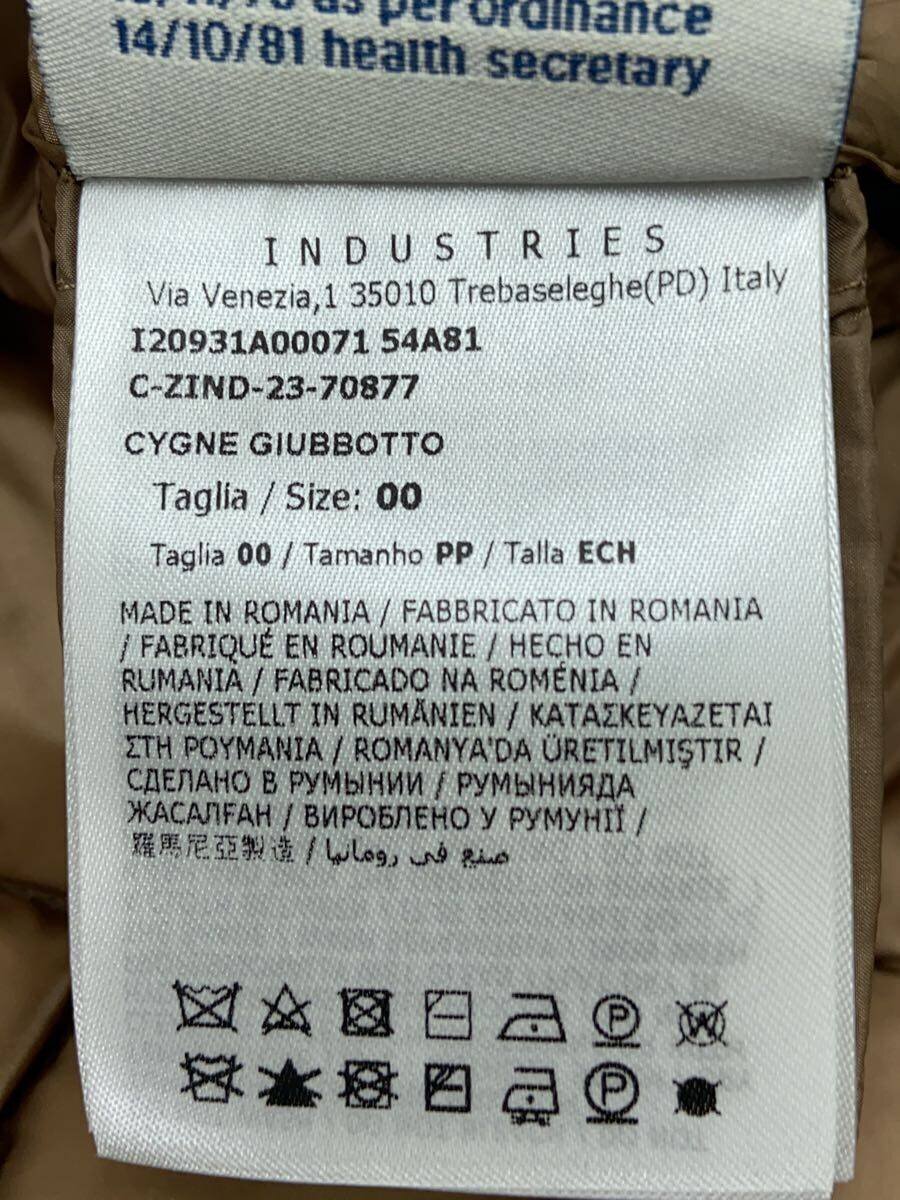 as per ordinance
14/10/81 health secretary
INDUSTRIES
Via Venezia,1 35010 Trebaseleghe(PD) Italy
I20931A00071 54A81
C-ZIND-23-70877
CYGNE GIUBBOTTO
Taglia / Size: 00
Taglia 00 / Tamanho PP / Talla ECH
MADE IN ROMANIA / FABBRICATO IN ROMANIA
/ FABRIQUÉ EN ROUMANIE / HECHO EN
RUMANIA / FABRICADO NA ROMÉNIA /
HERGESTELLT IN RUMÄNIEN / ΚΑΤΑΣΚΕΥΑΖΕΤΑΙ
ΣΤΗ ΡΟΥΜΑΝΙΑ / ROMANYA'DA ÜRETILMIŞTIR /
СДЕЛАНО В РУМЫНИИ / РУМЫНИЯДА
ЖАСАЛҒАН / ВИРОБЛЕНО У РУМУНІЇ /
羅馬尼亞製造 / صنع في رومانيا
P W
P